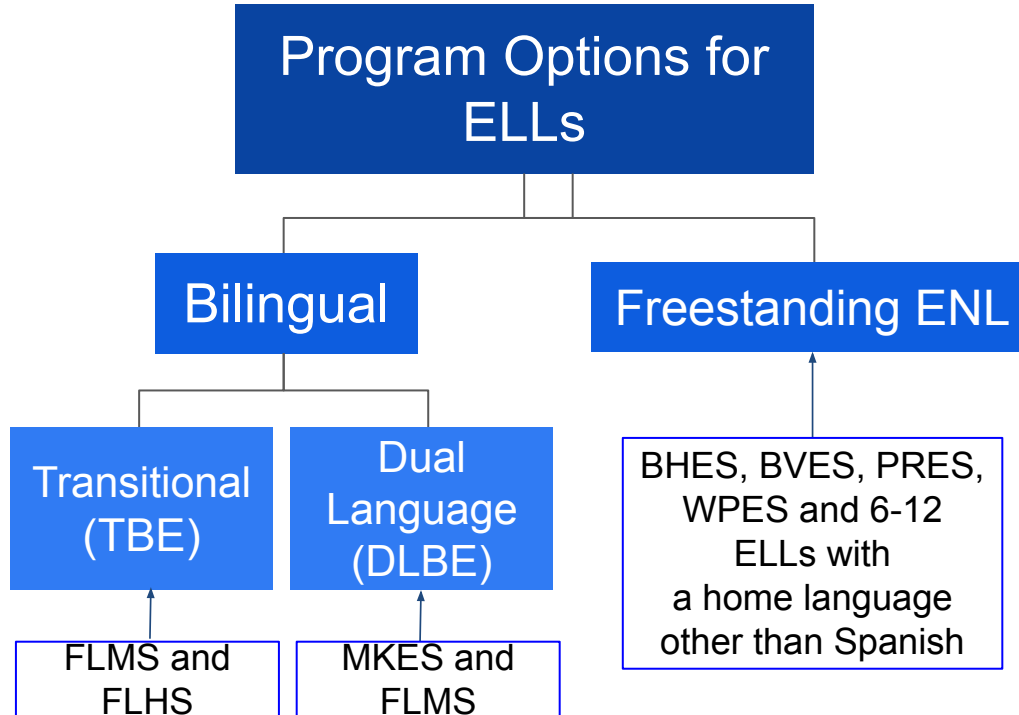 Program Options for
ELLs
Bilingual
Freestanding ENL
Transitional
(TBE)
Dual
Language
(DLBE)
BHES, BVES, PRES,
WPES and 6-12
ELLs with
a home language
other than Spanish
FLMS and
FLHS
MKES and
FLMS